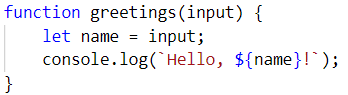 function greetings(input) {
    let name = input;
    console.log(`Hello, ${name}!`);
}